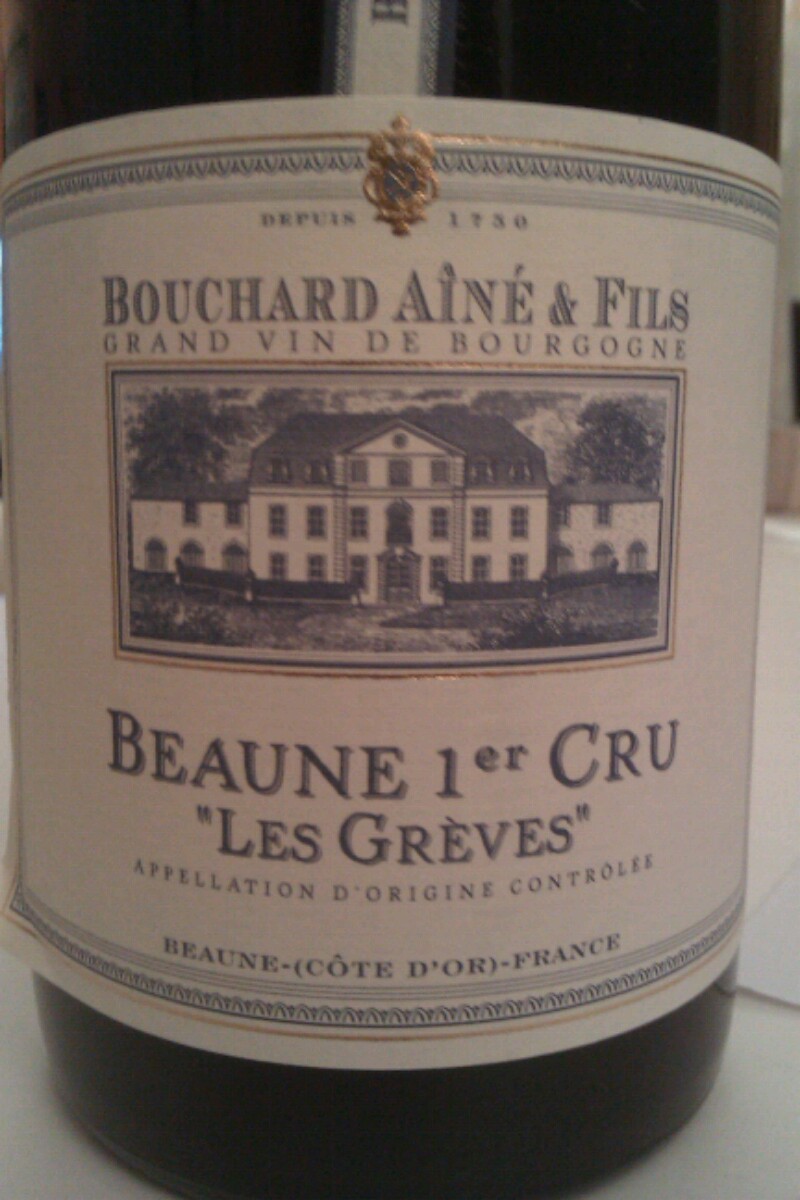 DEPUIS 1750
BOUCHARD AÎNÉ & FILS
GRAND VIN DE BOURGOGNE
BEAUNE 1er CRU
"LES GRÈVES"
APPELLATION D'ORIGINE CONTRÔLÉE
BEAUNE-(CÔTE D'OR)-FRANCE